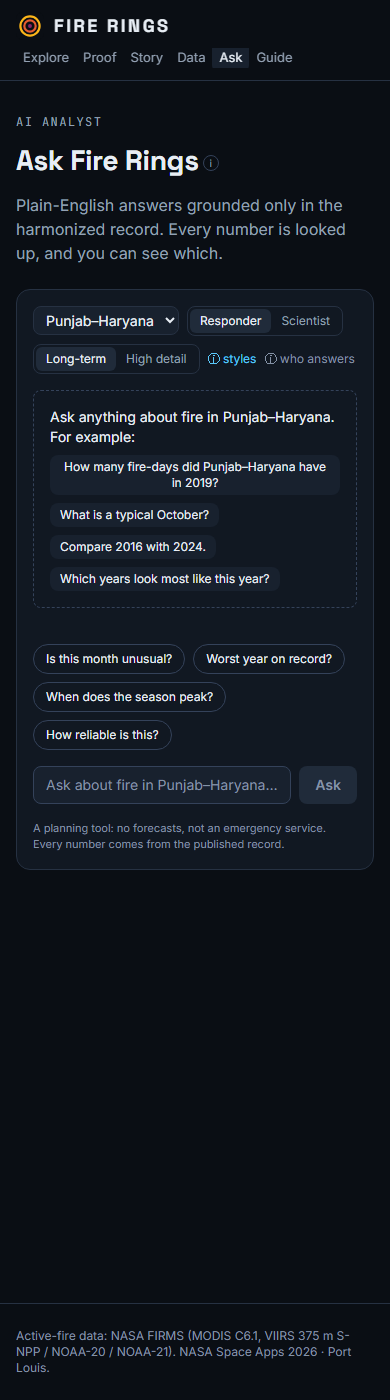 FIRE RINGS
Explore Proof Story Data Ask Guide
AI ANALYST
Ask Fire Rings ⓘ
Plain-English answers grounded only in the
harmonized record. Every number is looked
up, and you can see which.
Punjab–Haryana Responder Scientist
Long-term High detail ⓘ styles ⓘ who answers
Ask anything about fire in Punjab–Haryana.
For example:
How many fire-days did Punjab–Haryana have
in 2019?
What is a typical October?
Compare 2016 with 2024.
Which years look most like this year?
Is this month unusual? Worst year on record?
When does the season peak?
How reliable is this?
Ask about fire in Punjab–Haryana... Ask
A planning tool: no forecasts, not an emergency service.
Every number comes from the published record.
Active-fire data: NASA FIRMS (MODIS C6.1, VIIRS 375 m S-
NPP / NOAA-20 / NOAA-21). NASA Space Apps 2026 · Port
Louis.